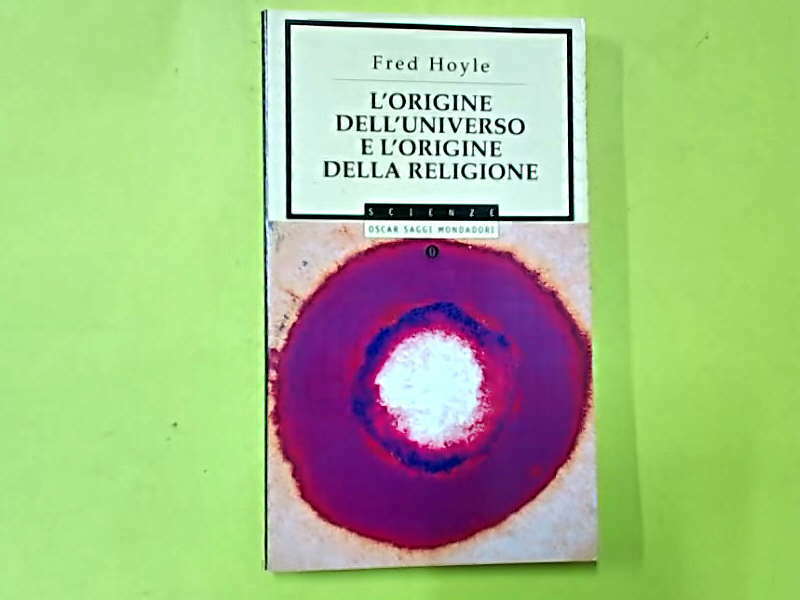 Fred Hoyle
L'ORIGINE
DELL'UNIVERSO
E L'ORIGINE
DELLA RELIGIONE
SCIENZE
OSCAR SAGGI MONDADORI